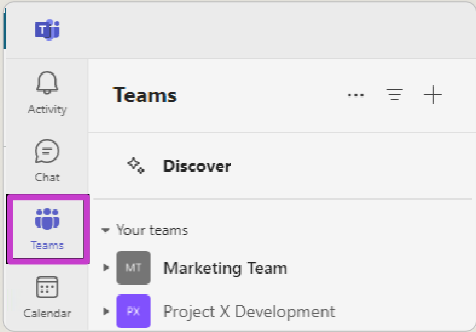 Teams
Activity
Discover
Chat
Your teams
Teams
MT Marketing Team
PX Project X Development
Calendar